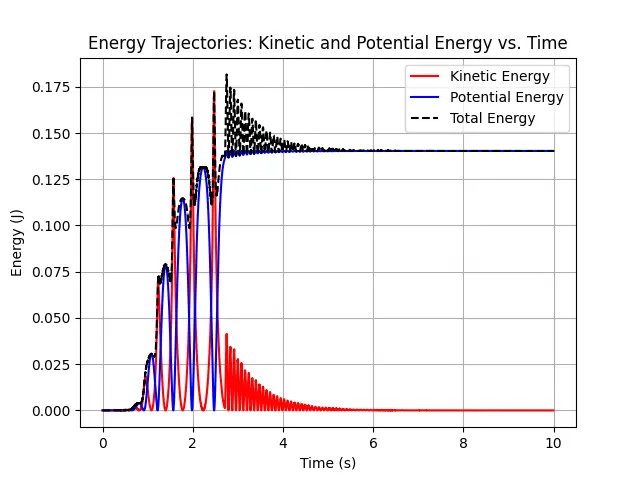 Energy Trajectories: Kinetic and Potential Energy vs. Time
Kinetic Energy
Potential Energy
Total Energy
Energy (J)
0.175
0.150
0.125
0.100
0.075
0.050
0.025
0.000
0 2 4 6 8 10
Time (s)